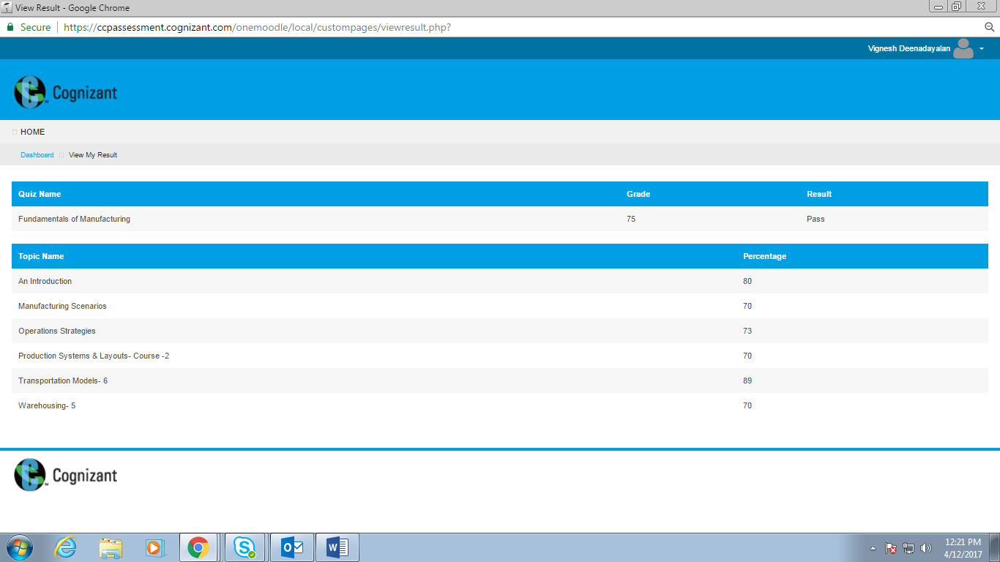 View Result - Google Chrome
Secure https://ccpassessment.cognizant.com/onemoodle/local/custompages/viewresult.php?
Vignesh Deenadayalan
Cognizant
HOME
Dashboard View My Result
Quiz Name Grade Result
Fundamentals of Manufacturing 75 Pass
Topic Name Percentage
An Introduction 80
Manufacturing Scenarios 70
Operations Strategies 73
Production Systems & Layouts- Course -2 70
Transportation Models- 6 89
Warehousing- 5 70
Cognizant
12:21 PM
4/12/2017